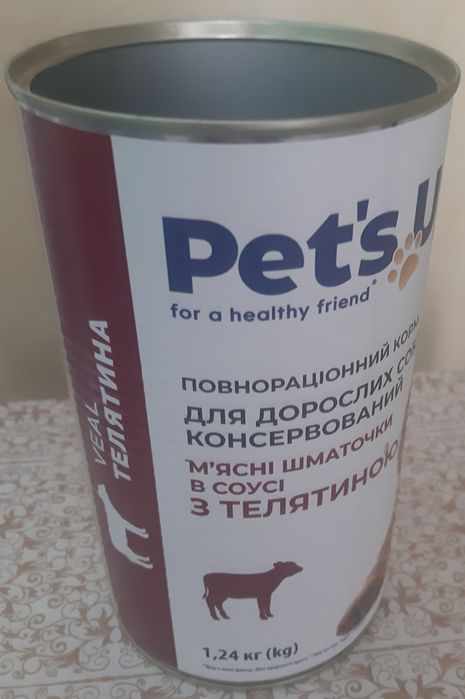 VEAL
ТЕЛЯТИНА
Pet's U
for a healthy friend
ПОВНОРАЦІОННИЙ КОРМ
ДЛЯ ДОРОСЛИХ СО
КОНСЕРВОВАНИЙ
М'ЯСНІ ШМАТОЧКИ
В СОУСІ
З ТЕЛЯТИНОЮ
1,24 кг (kg)